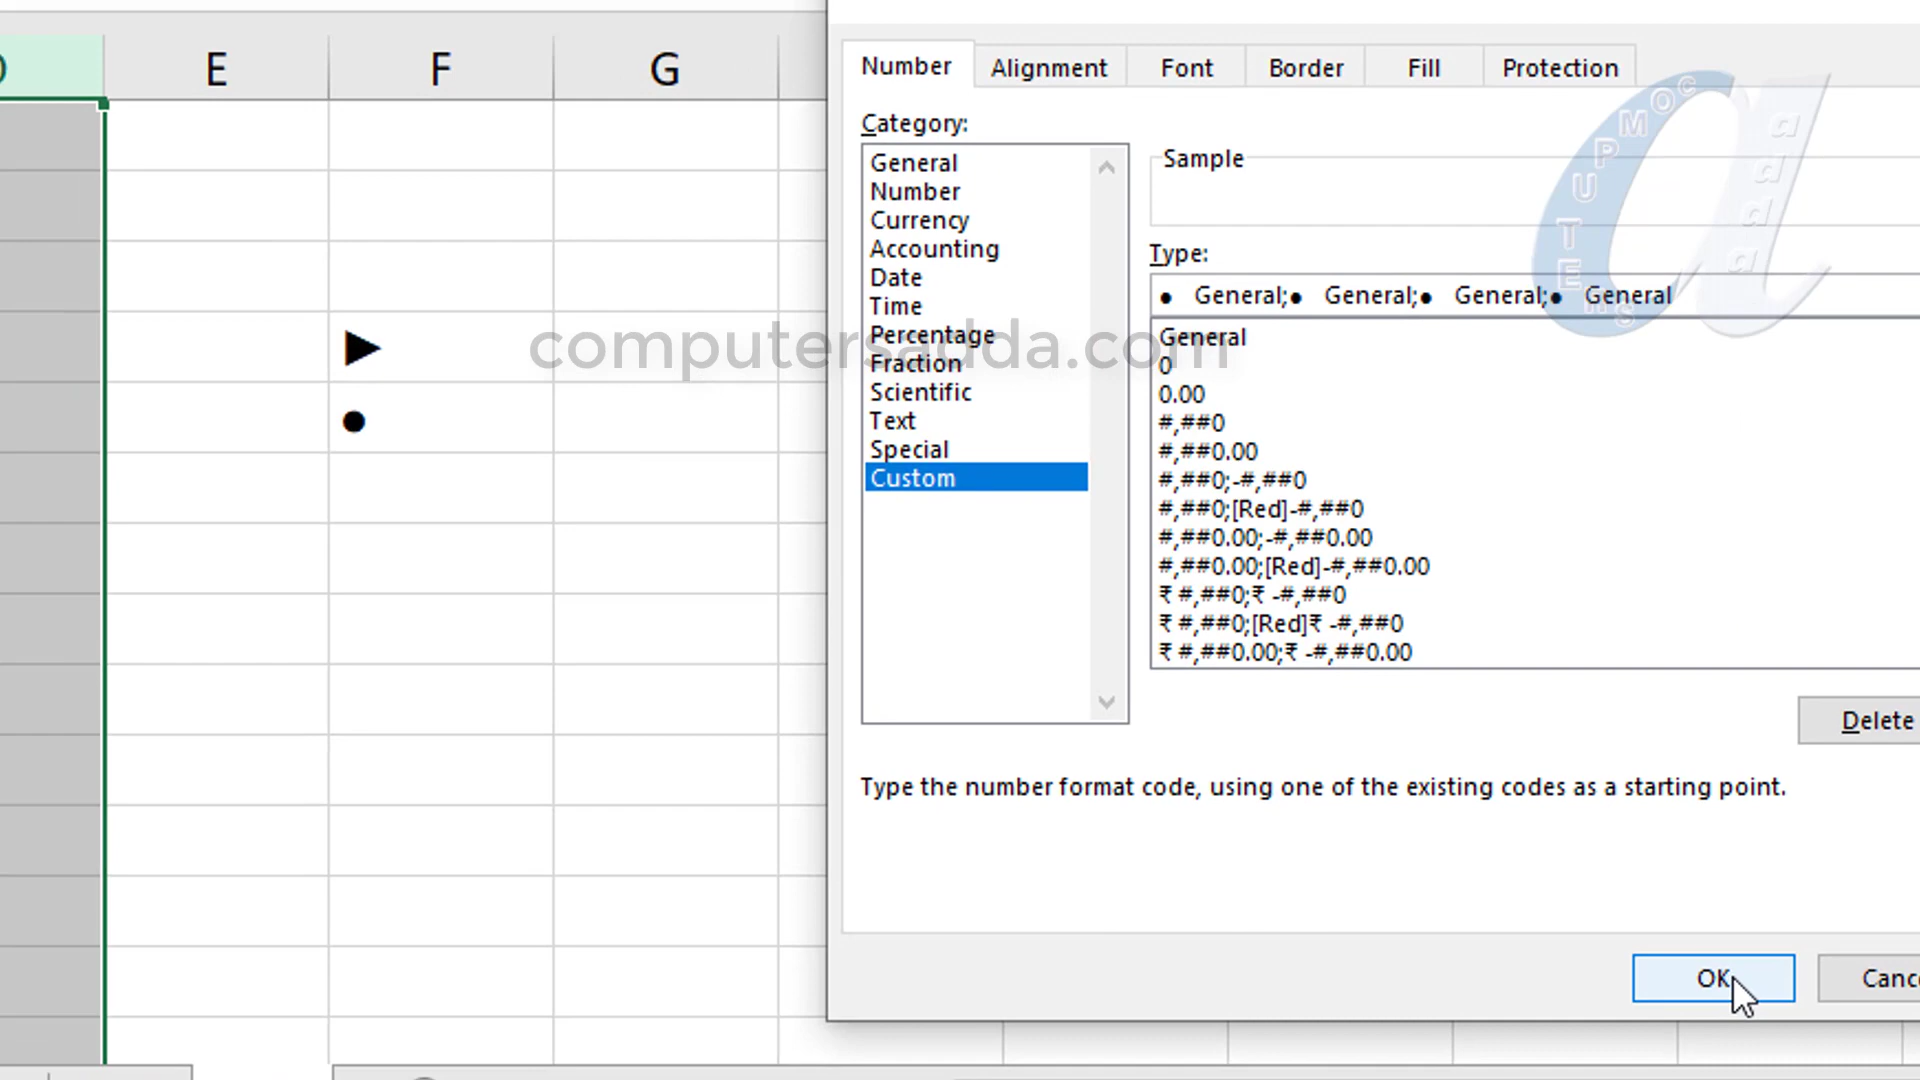 E F G
Number Alignment Font Border Fill Protection
Category:
General
Number
Currency
Accounting
Date
Time
Percentage
Fraction
Scientific
Text
Special
Custom
Sample
Type:
● General;● General;● General;● General
General
0
0.00
#,##0
#,##0.00
#,##0;-#,##0
#,##0;[Red]-#,##0
#,##0.00;-#,##0.00
#,##0.00;[Red]-#,##0.00
₹ #,##0;₹ -#,##0
₹ #,##0;[Red]₹ -#,##0
₹ #,##0.00;₹ -#,##0.00
Delete
Type the number format code, using one of the existing codes as a starting point.
OK
▶
●
computersadda.com
COMPUTERS
adda